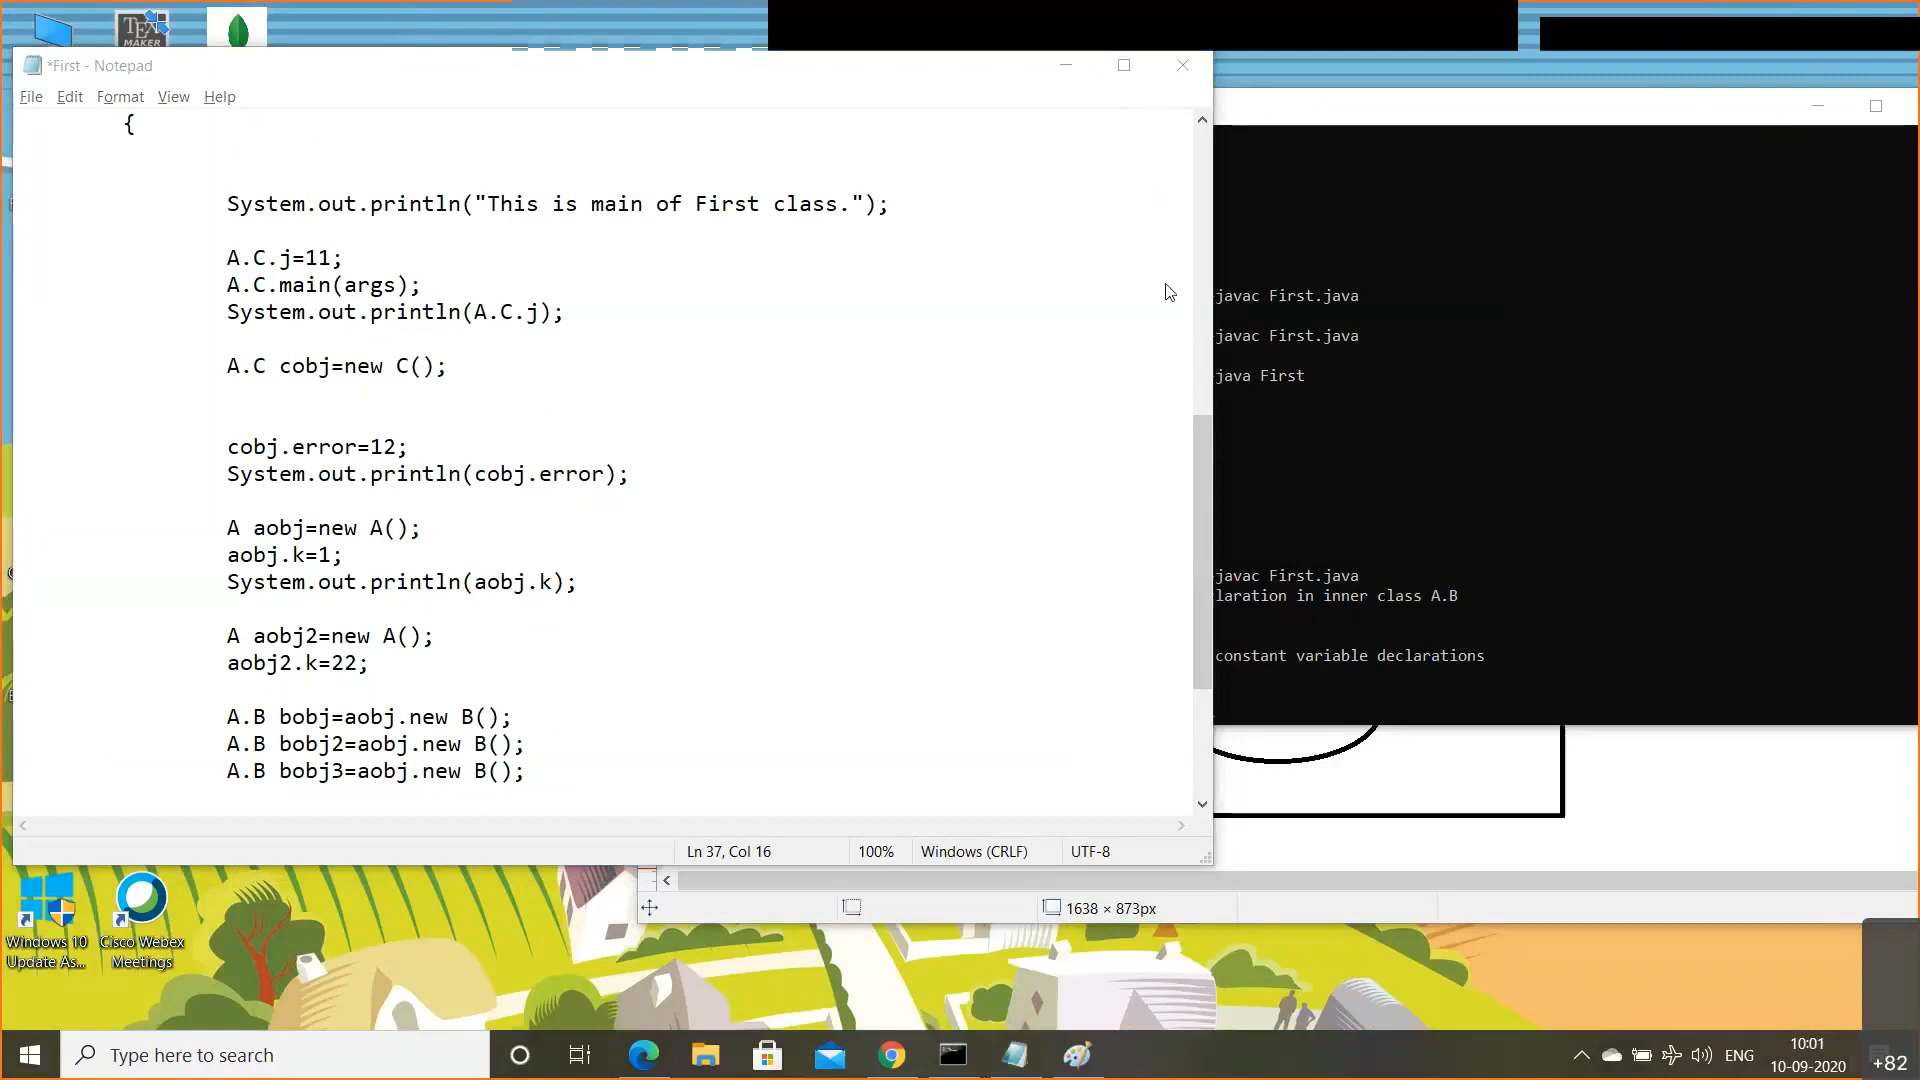 TEX
MAKER
*First - Notepad
File Edit Format View Help
{
System.out.println("This is main of First class.");
A.C.j=11;
A.C.main(args);
System.out.println(A.C.j);
A.C cobj=new C();
cobj.error=12;
System.out.println(cobj.error);
A aobj=new A();
aobj.k=1;
System.out.println(aobj.k);
A aobj2=new A();
aobj2.k=22;
A.B bobj=aobj.new B();
A.B bobj2=aobj.new B();
A.B bobj3=aobj.new B();
Ln 37, Col 16 100% Windows (CRLF) UTF-8
javac First.java
javac First.java
java First
javac First.java
laration in inner class A.B
constant variable declarations
1638 × 873px
Windows 10
Update As...
Cisco Webex
Meetings
Type here to search
ENG
10:01
10-09-2020
+82